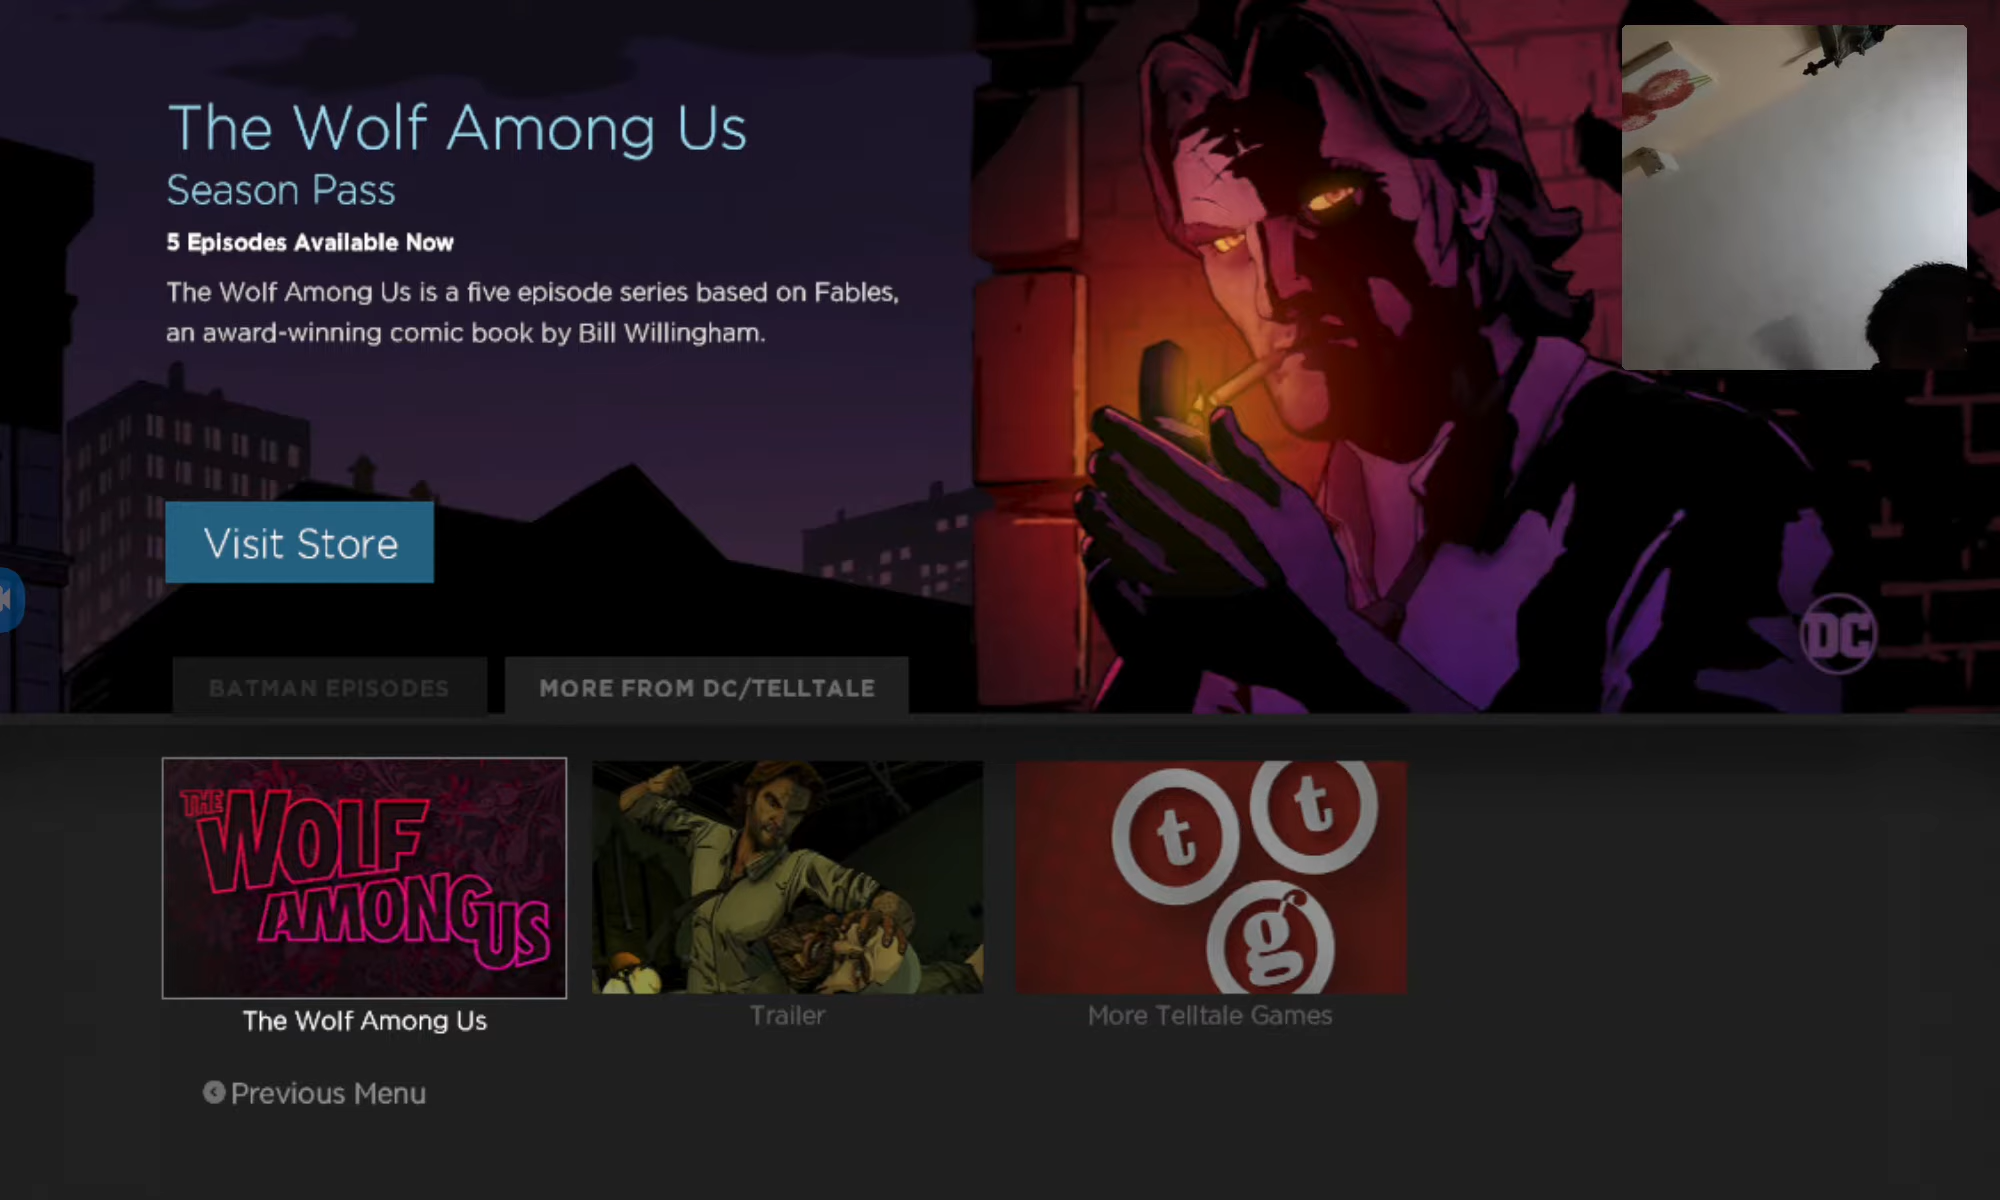 The Wolf Among Us
Season Pass
5 Episodes Available Now
The Wolf Among Us is a five episode series based on Fables,
an award-winning comic book by Bill Willingham.
Visit Store
DC
BATMAN EPISODES
MORE FROM DC/TELLTALE
THE
WOLF
AMONG
US
t
t
g
The Wolf Among Us
Trailer
More Telltale Games
Previous Menu